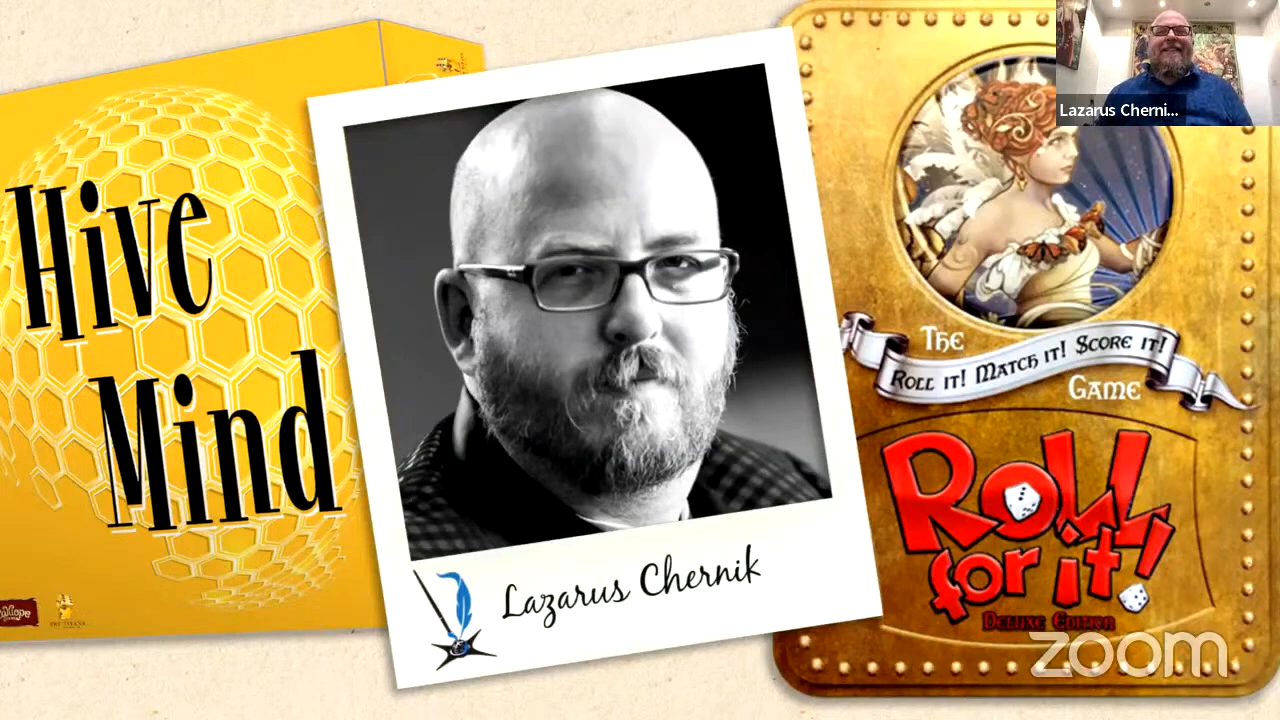 Hive
Mind
Lazarus Chernik
THE
ROLL IT! MATCH IT! SCORE IT!
GAME
Roll
for it!
DELUXE EDITION
Lazarus Cherni...
zoom